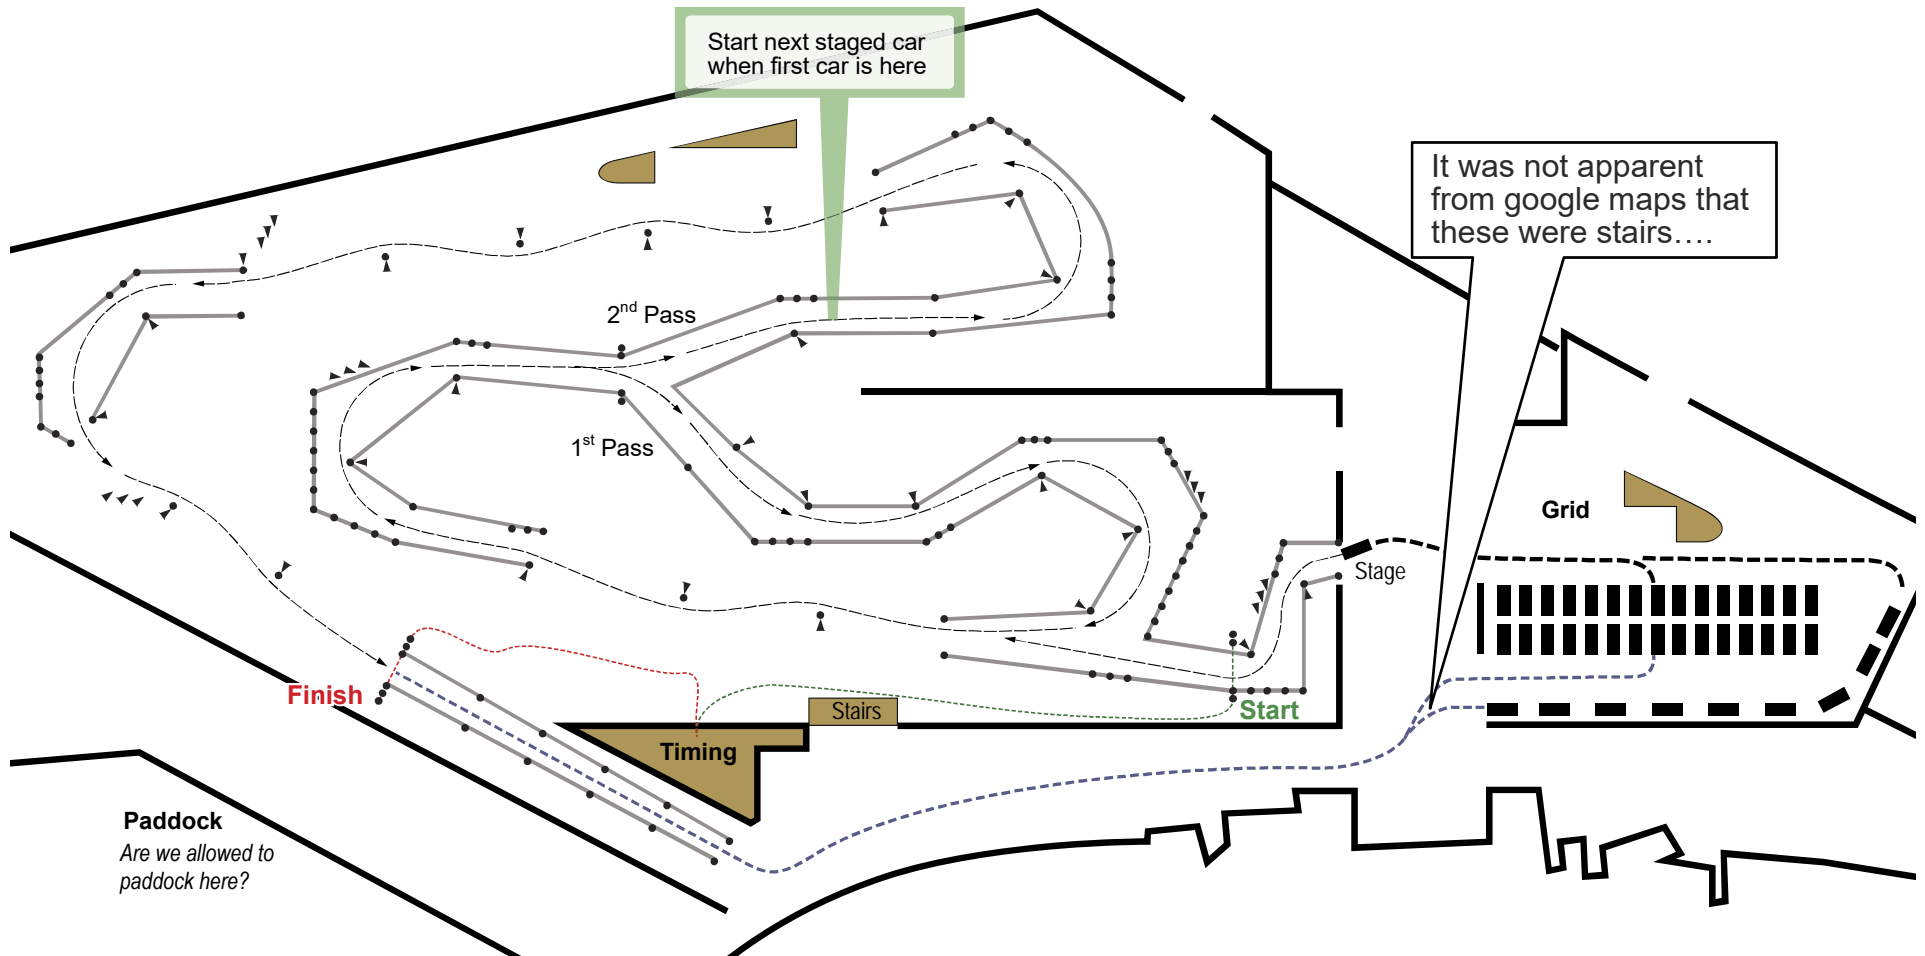 Start next staged car
when first car is here
It was not apparent
from google maps that
these were stairs….
2nd Pass
1st Pass
Grid
Stage
Finish
Stairs
Start
Timing
Paddock
Are we allowed to
paddock here?